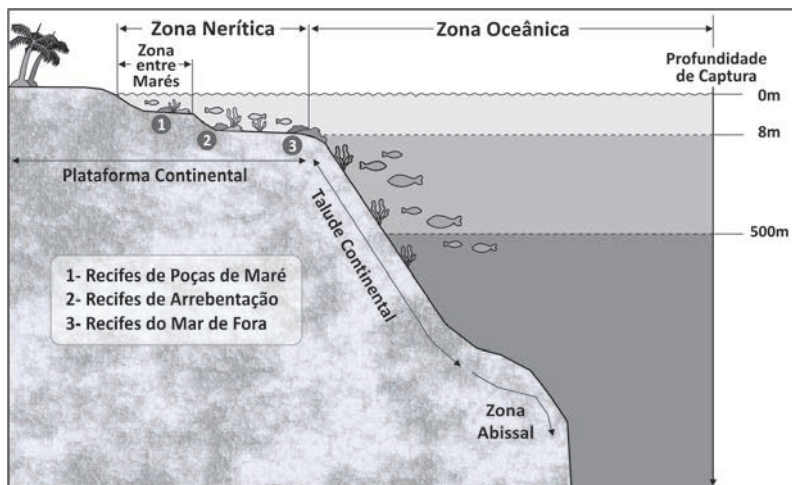 Zona Nerítica
Zona Oceânica
Zona
entre
Marés
Profundidade
de Captura
0m
8m
500m
1
2
3
Plataforma Continental
Talude Continental
1- Recifes de Poças de Maré
2- Recifes de Arrebentação
3- Recifes do Mar de Fora
Zona
Abissal